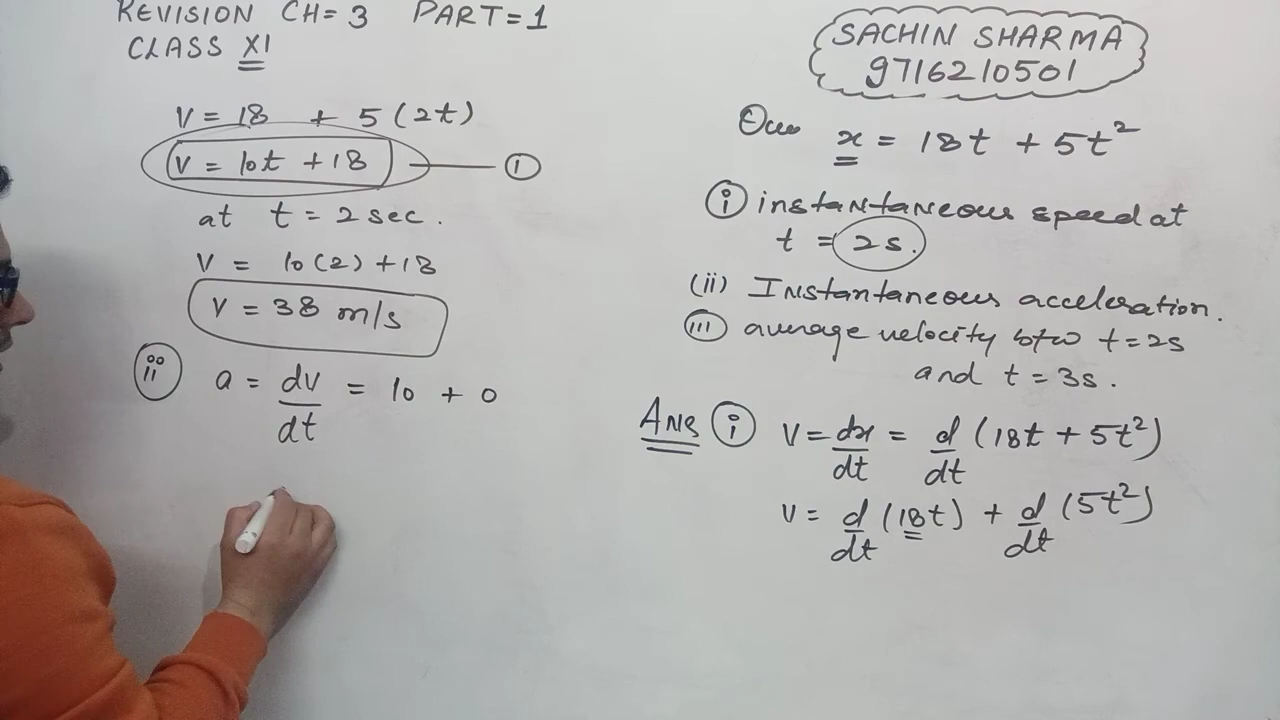 REVISION CH=3 PART=1
CLASS XI
V = 18 + 5 (2t)
V = 10t + 18 — (i)
at t = 2 sec.
V = 10(2) + 18
V = 38 m/s
(ii) a = dv/dt = 10 + 0
SACHIN SHARMA
9716210501
x = 18t + 5t²
(i) instantaneous speed at
t = 2s.
(ii) Instantaneous acceleration.
(iii) average velocity btw t = 2s
and t = 3s.
Ans (i) V = dx/dt = d/dt (18t + 5t²)
V = d/dt (18t) + d/dt (5t²)